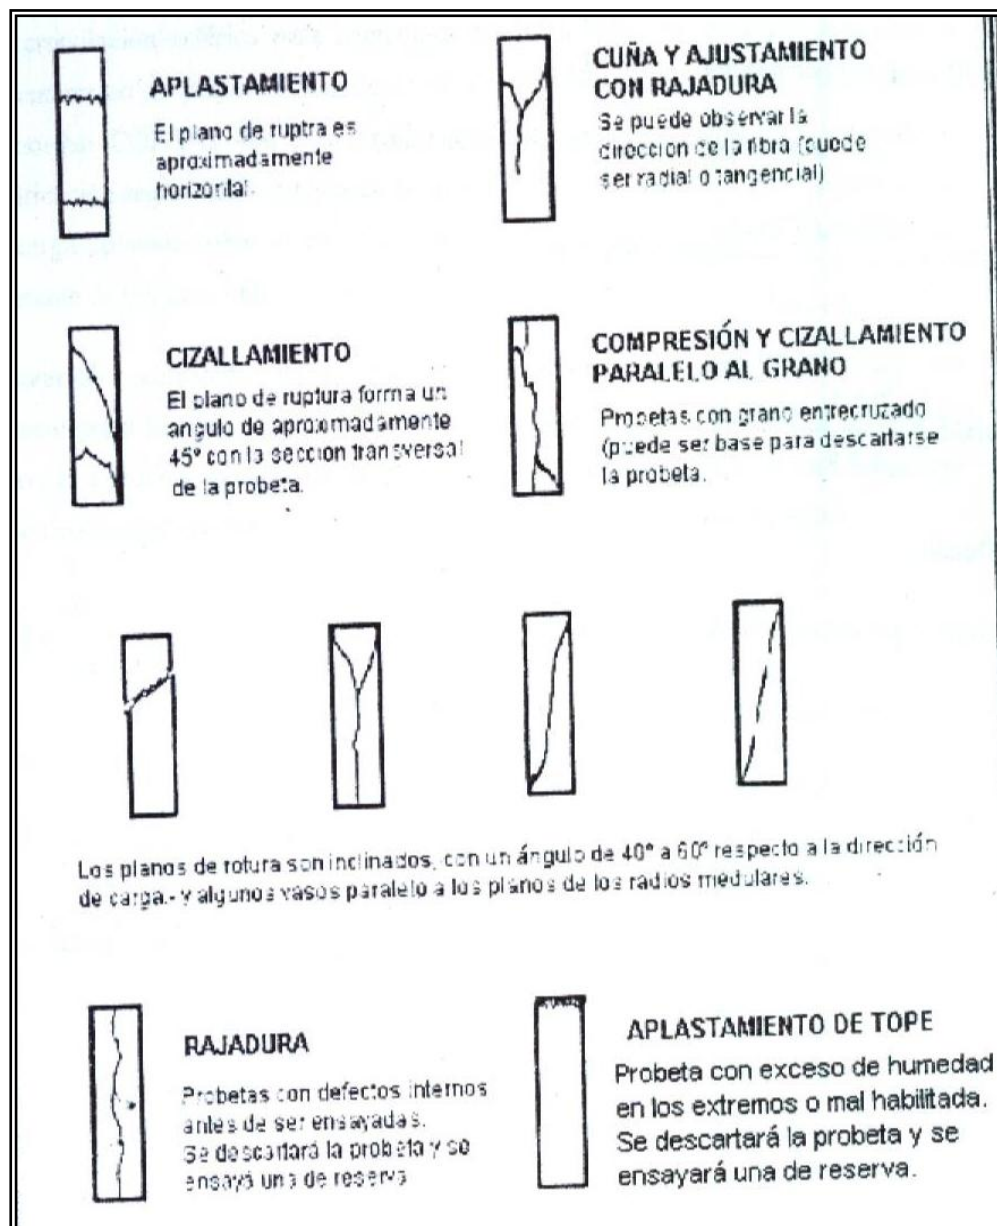 APLASTAMIENTO
El plano de ruptra es
aproximadamente
horizontal
CUÑA Y AJUSTAMIENTO
CON RAJADURA
Se puede observar la
direccion de la fibra (puede
ser radial o tangencial)
CIZALLAMIENTO
El plano de ruptura forma un
angulo de aproximadamente
45° con la seccion transversal
de la probeta.
COMPRESIÓN Y CIZALLAMIENTO
PARALELO AL GRANO
Probetas con grano entrecruzado
(puede ser base para descartarse
la probeta.
Los planos de rotura son inclinados, con un ángulo de 40° a 60° respecto a la dirección
de carga.- y algunos vasos paralelo a los planos de los radios medulares.
RAJADURA
Probetas con defectos internos
antes de ser ensayadas.
Se descartará la probeta y se
ensaya una de reserva
APLASTAMIENTO DE TOPE
Probeta con exceso de humedad
en los extremos o mal habilitada.
Se descartará la probeta y se
ensayará una de reserva.